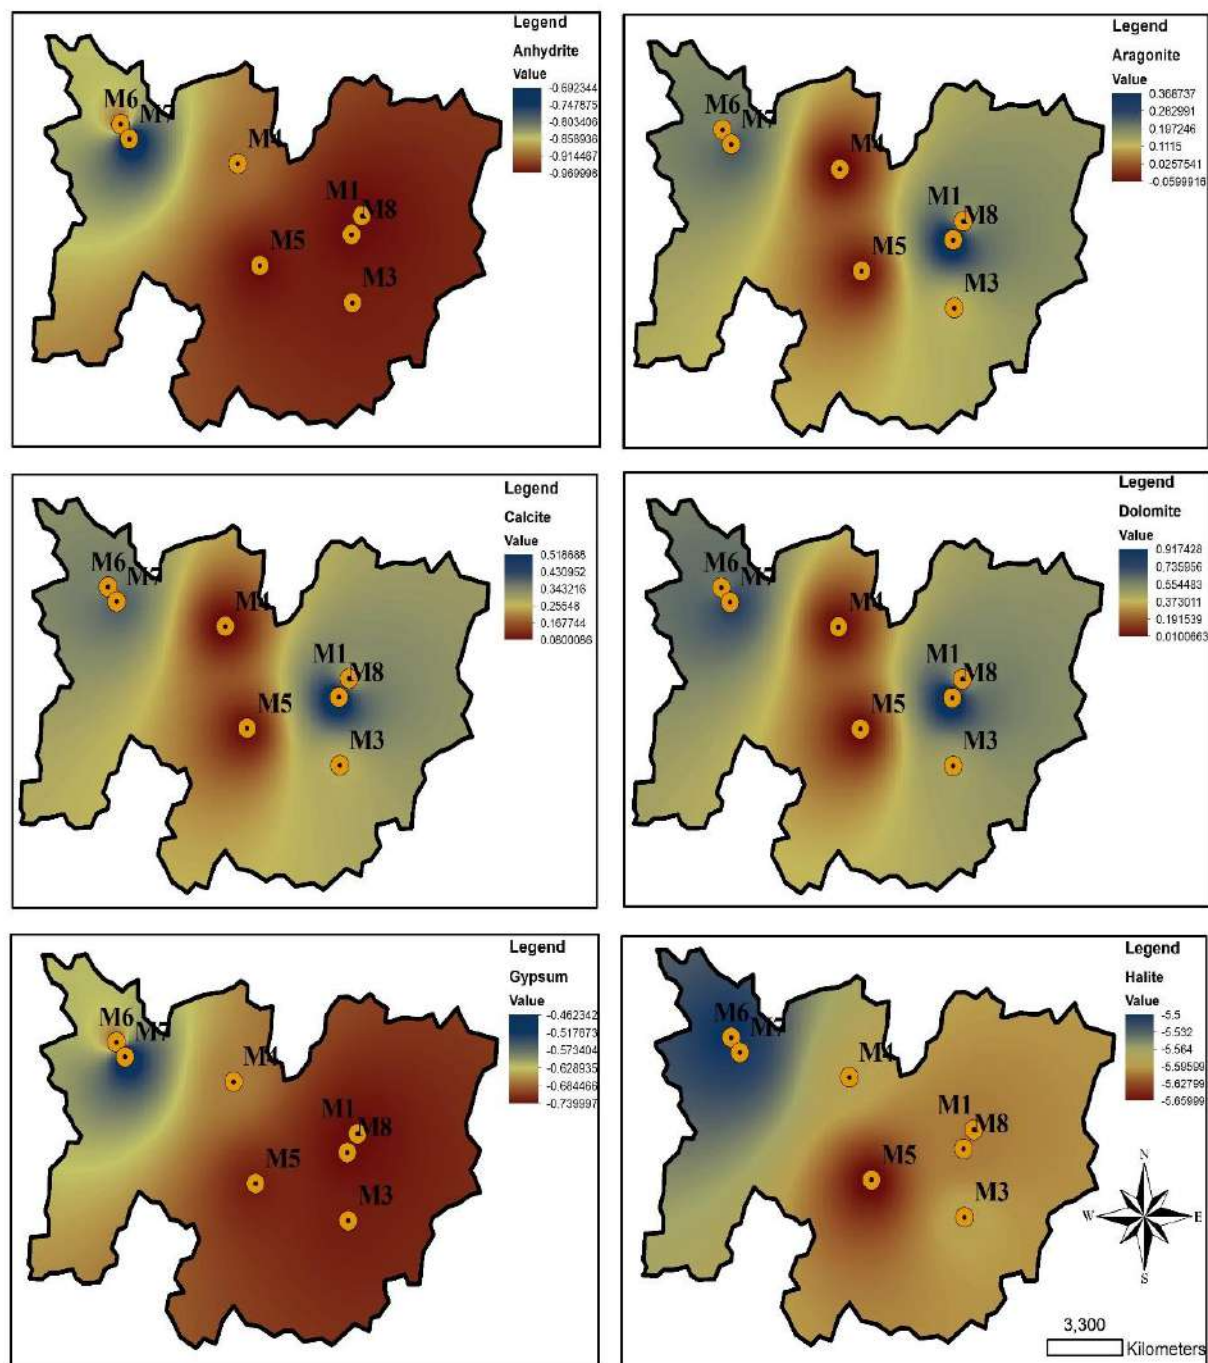 Legend
Anhydrite
Value
-0.692344
-0.747875
-0.803406
-0.858936
-0.914467
-0.969998
M6
M7
M4
M1
M8
M5
M3
Legend
Aragonite
Value
0.368737
0.282991
0.197246
0.1115
0.0257541
-0.0599916
M6
M7
M4
M1
M8
M5
M3
Legend
Calcite
Value
0.518688
0.430952
0.343216
0.25548
0.167744
0.0800086
M6
M7
M4
M1
M8
M5
M3
Legend
Dolomite
Value
0.917428
0.735956
0.554483
0.373011
0.191539
0.0100663
M6
M7
M4
M1
M8
M5
M3
Legend
Gypsum
Value
-0.462342
-0.517873
-0.573404
-0.628935
-0.684466
-0.739997
M6
M7
M4
M1
M8
M5
M3
Legend
Halite
Value
-5.5
-5.532
-5.564
-5.59599
-5.62799
-5.65999
M6
M7
M4
M1
M8
M5
M3
N
W E
S
3,300
Kilometers